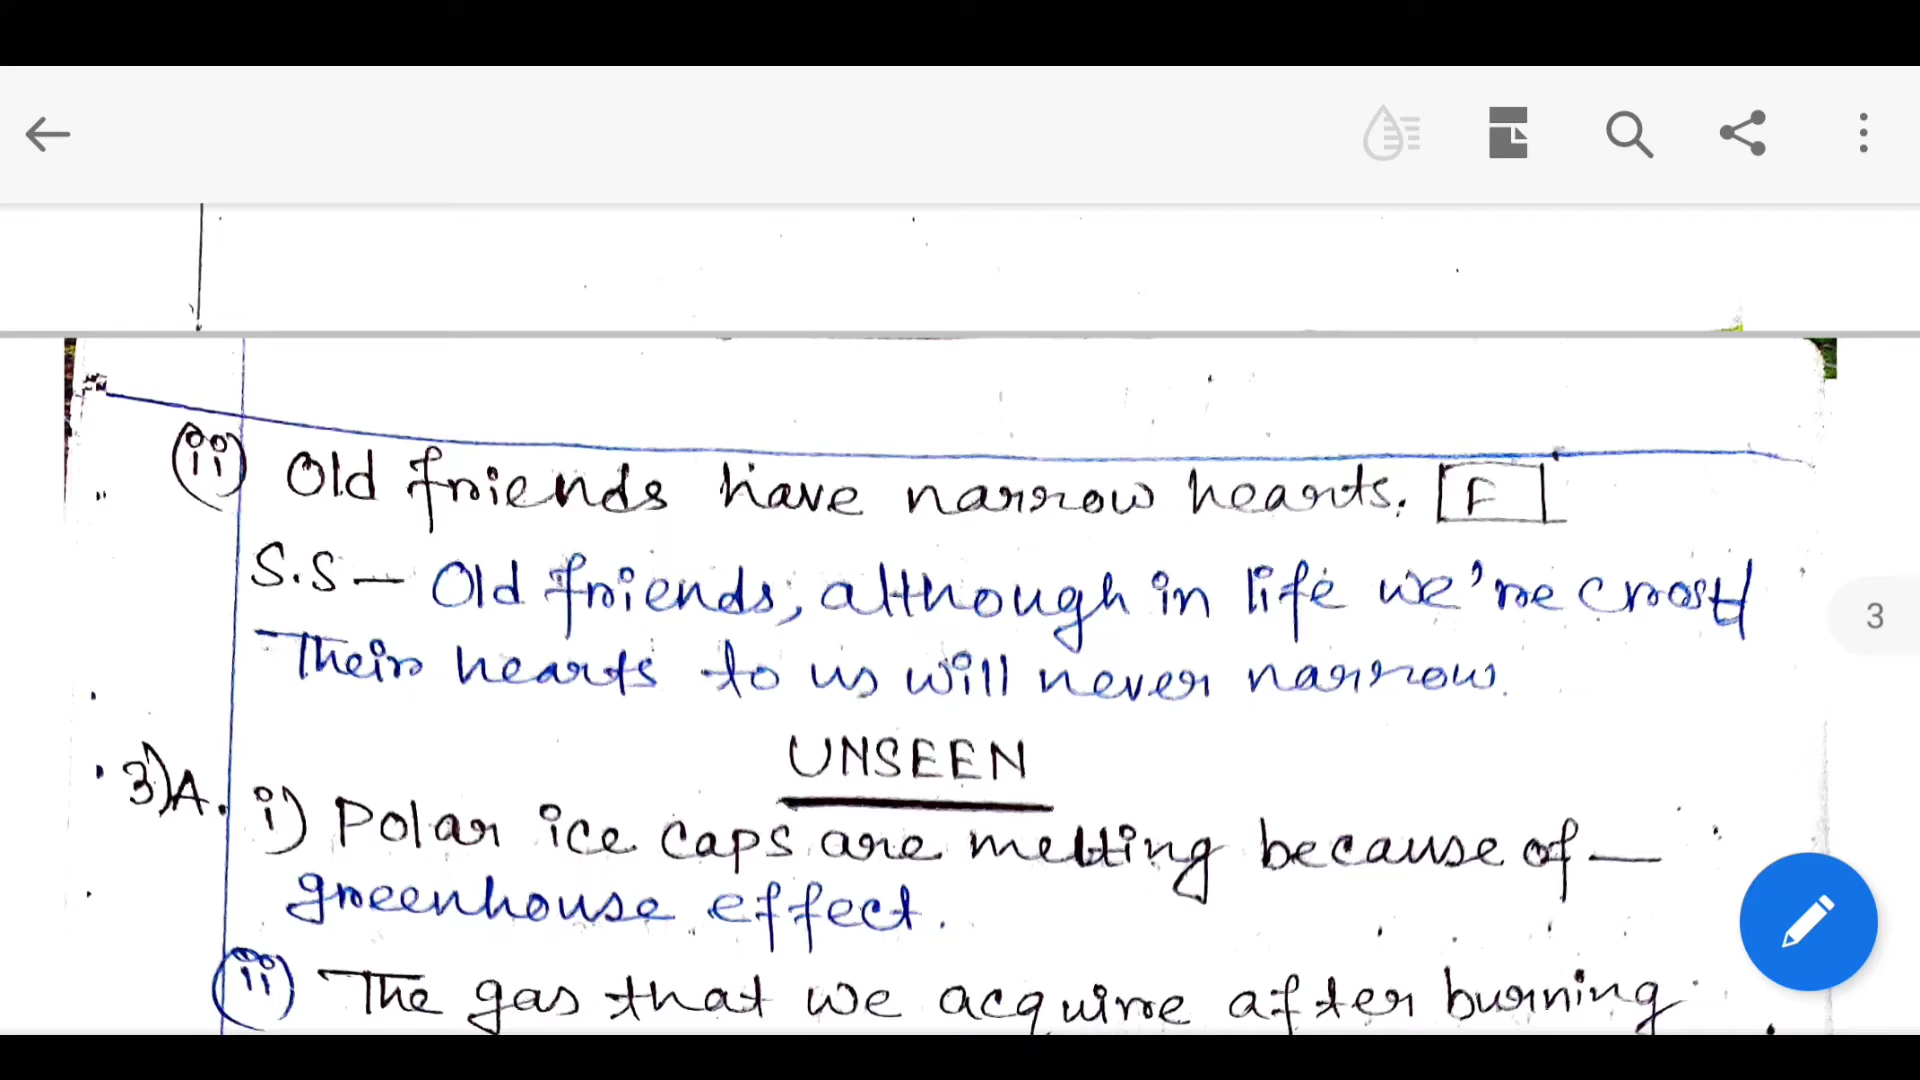 (ii) Old friends have narrow hearts. [F]
S.S - Old friends, although in life we're
Their hearts to us will never narrow.
UNSEEN
3)A. i) Polar ice caps are melting because of —
greenhouse effect.
(ii) The gas that we acquire after burning
3